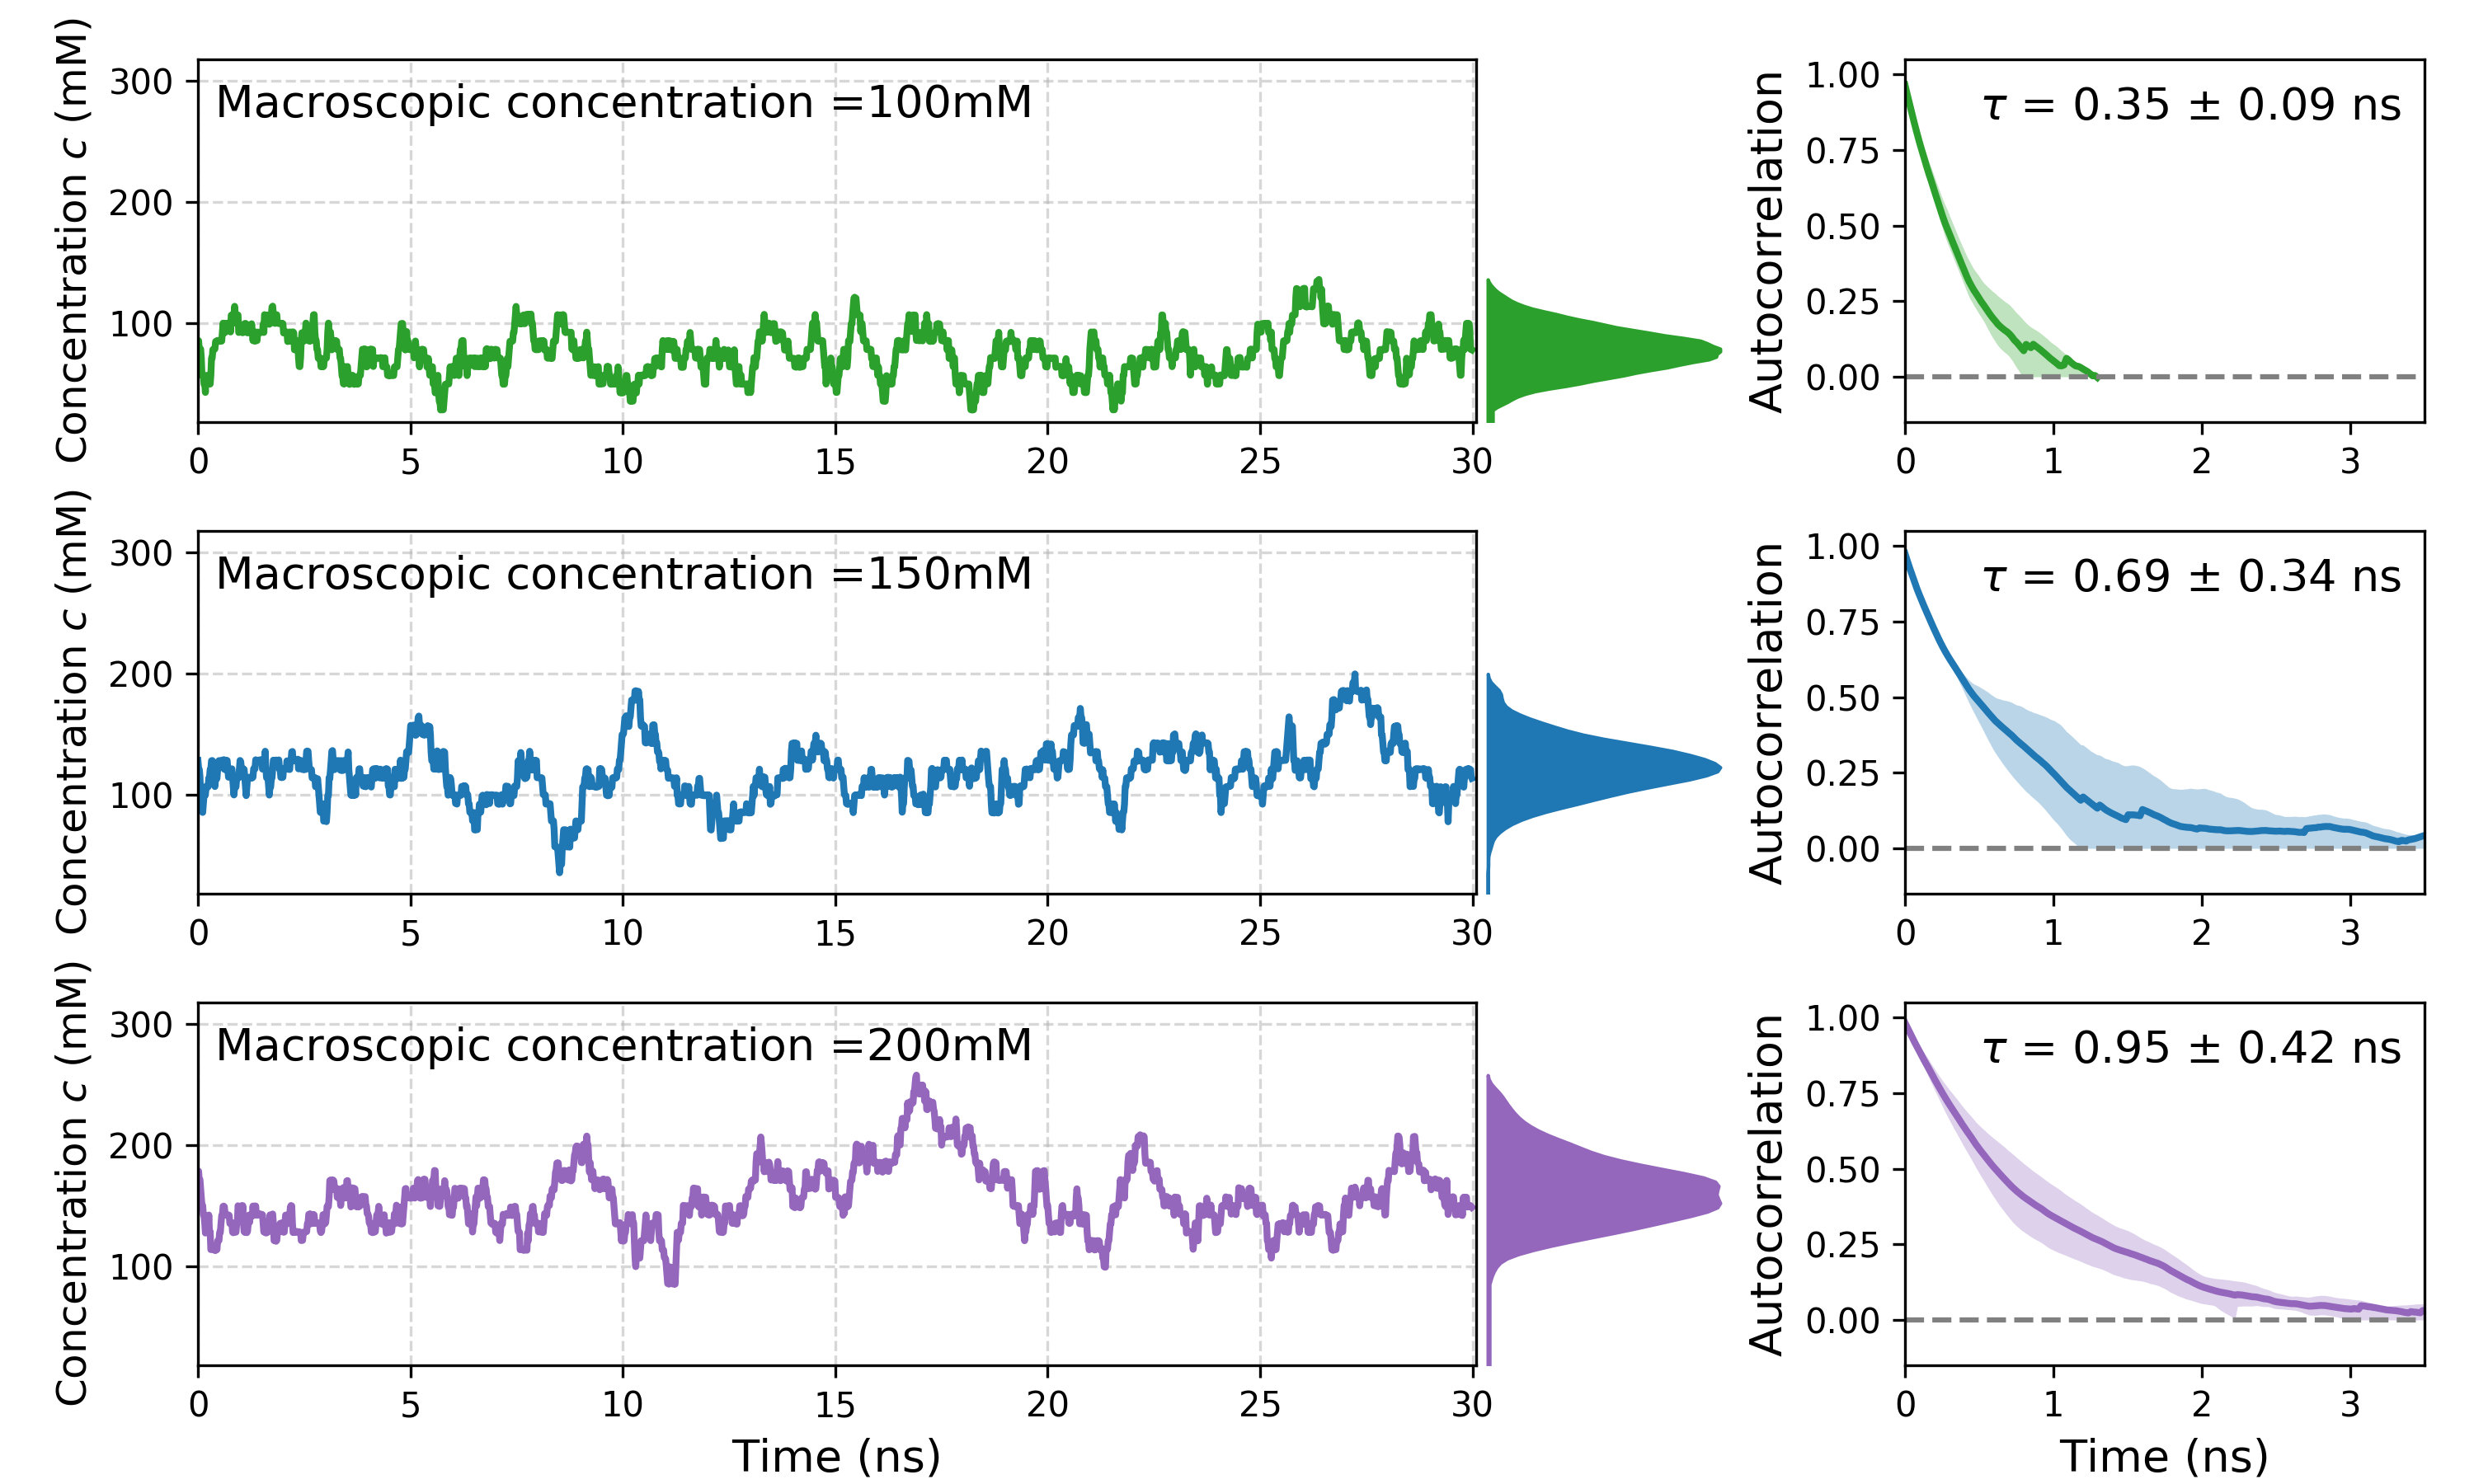 Concentration c (mM)
300
200
100
Macroscopic concentration =100mM
0 5 10 15 20 25 30
Autocorrelation
1.00
0.75
0.50
0.25
0.00
τ = 0.35 ± 0.09 ns
0 1 2 3
Concentration c (mM)
300
200
100
Macroscopic concentration =150mM
0 5 10 15 20 25 30
Autocorrelation
1.00
0.75
0.50
0.25
0.00
τ = 0.69 ± 0.34 ns
0 1 2 3
Concentration c (mM)
300
200
100
Macroscopic concentration =200mM
0 5 10 15 20 25 30
Time (ns)
Autocorrelation
1.00
0.75
0.50
0.25
0.00
τ = 0.95 ± 0.42 ns
0 1 2 3
Time (ns)